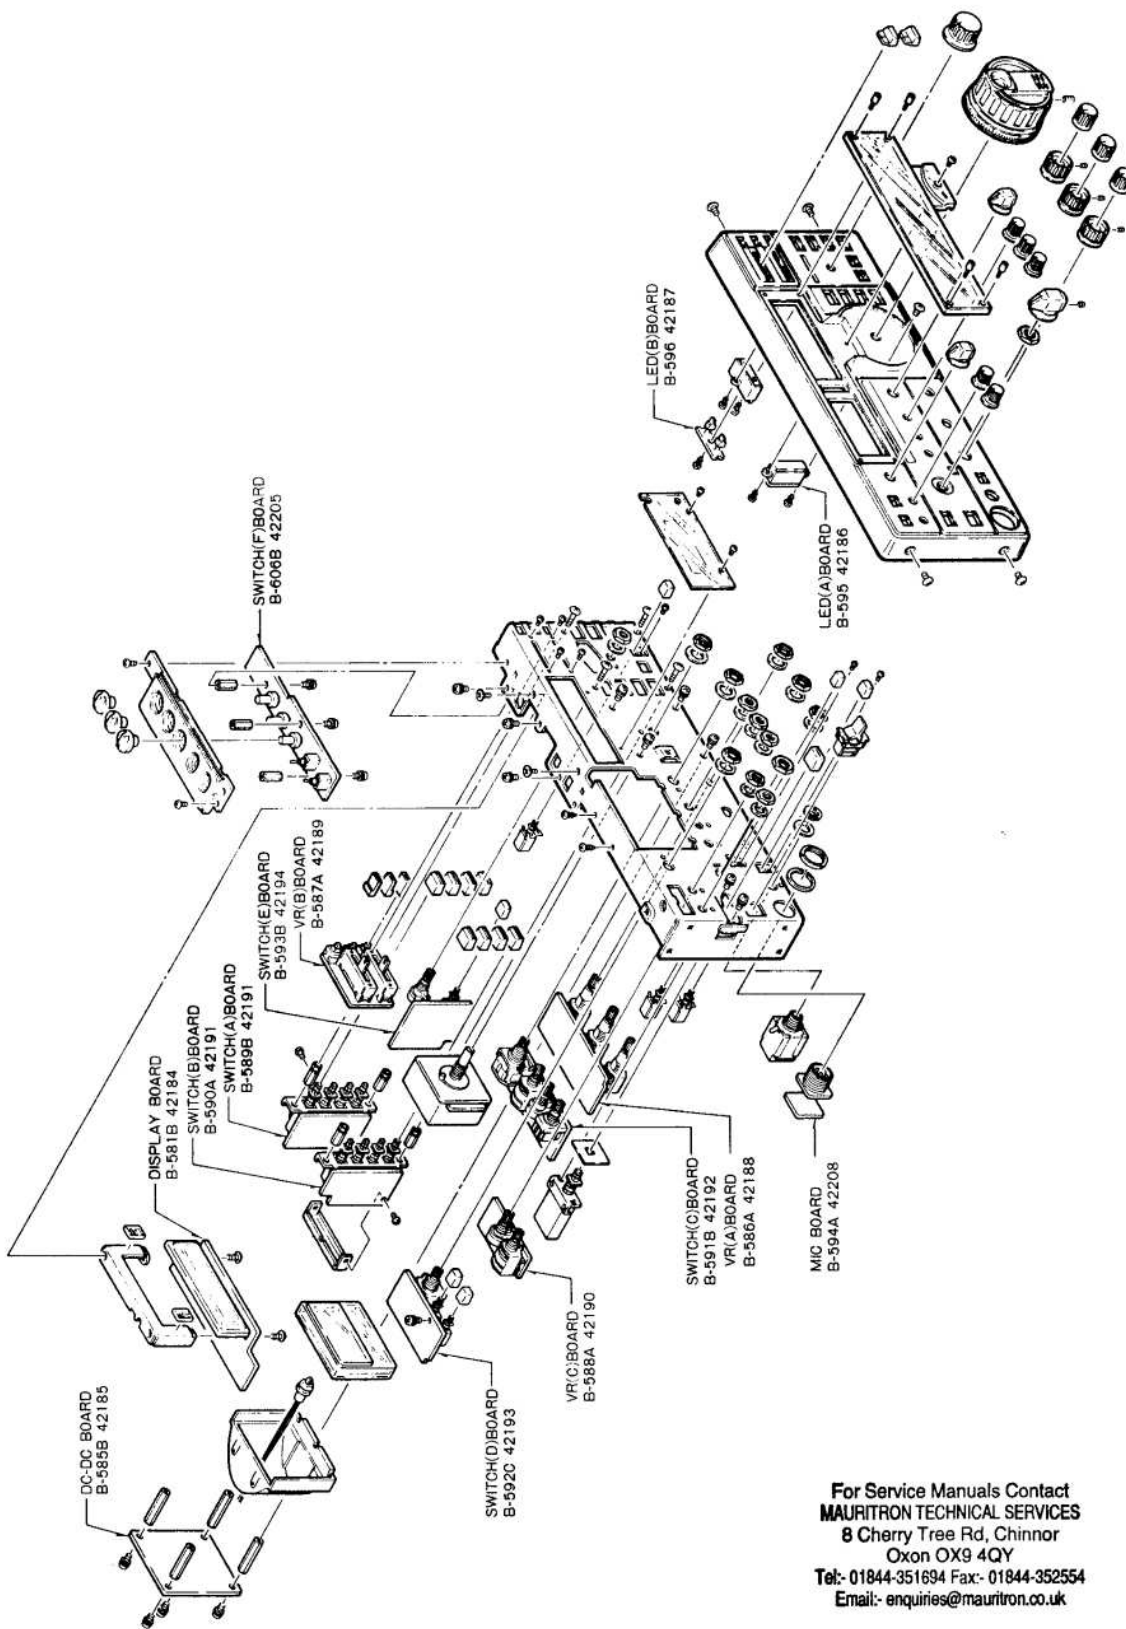 DC-DC BOARD
B-585B 42185
DISPLAY BOARD
B-581B 42184
SWITCH(B)BOARD
B-590A 42191
SWITCH(A)BOARD
B-589B 42191
SWITCH(E)BOARD
B-593B 42194
VR(B)BOARD
B-587A 42189
SWITCH(F)BOARD
B-606B 42205
LED(B)BOARD
B-596 42187
LED(A)BOARD
B-595 42186
SWITCH(D)BOARD
B-592C 42193
VR(C)BOARD
B-588A 42190
SWITCH(C)BOARD
B-591B 42192
VR(A)BOARD
B-586A 42188
MIC BOARD
B-594A 42208
For Service Manuals Contact
MAURITRON TECHNICAL SERVICES
8 Cherry Tree Rd, Chinnor
Oxon OX9 4QY
Tel:- 01844-351694 Fax:- 01844-352554
Email:- enquiries@mauritron.co.uk